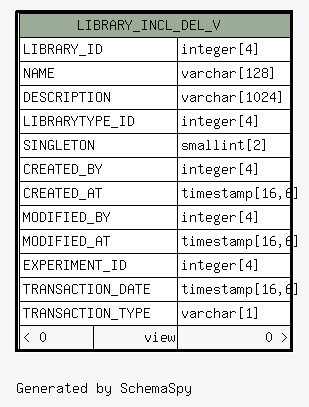 LIBRARY_INCL_DEL_V
LIBRARY_ID integer[4]
NAME varchar[128]
DESCRIPTION varchar[1024]
LIBRARYTYPE_ID integer[4]
SINGLETON smallint[2]
CREATED_BY integer[4]
CREATED_AT timestamp[16,6]
MODIFIED_BY integer[4]
MODIFIED_AT timestamp[16,6]
EXPERIMENT_ID integer[4]
TRANSACTION_DATE timestamp[16,6]
TRANSACTION_TYPE varchar[1]
< 0 view 0 >
Generated by SchemaSpy